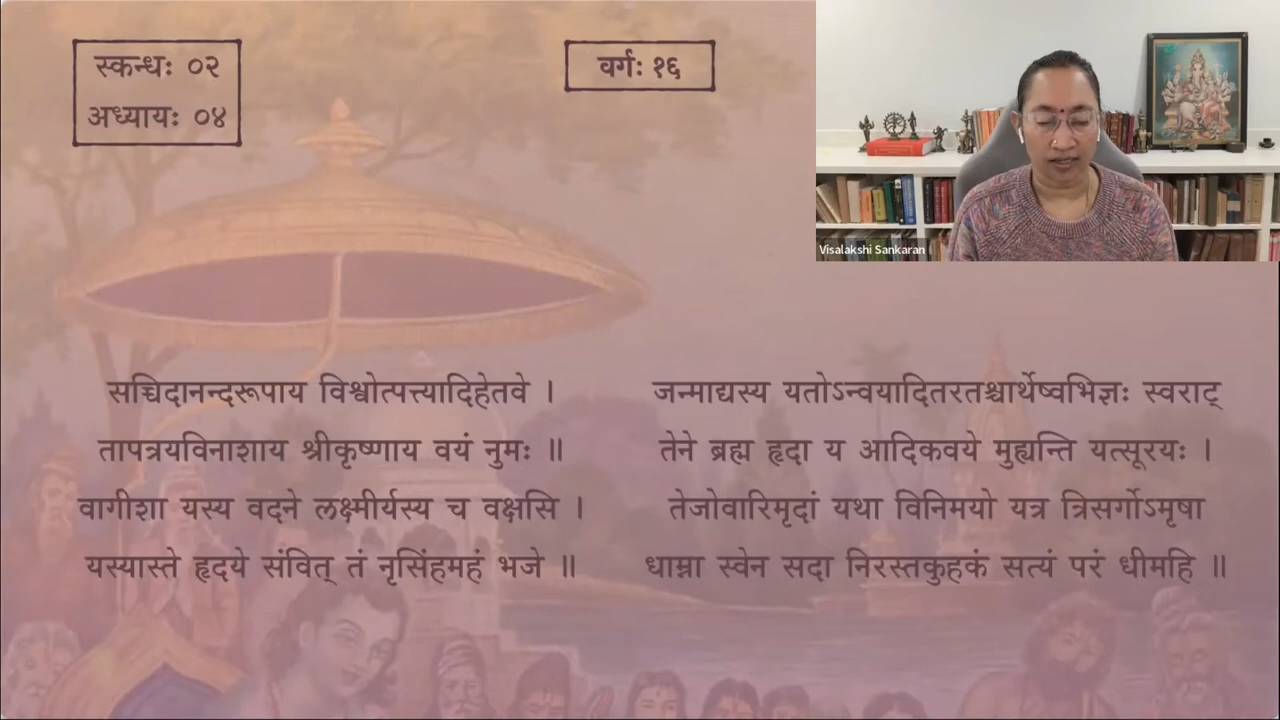 स्कन्धः ०२
अध्यायः ०४
वर्गः १६
Visalakshi Sankaran
सच्चिदानन्दरूपाय विश्वोत्पत्त्यादिहेतवे ।
तापत्रयविनाशाय श्रीकृष्णाय वयं नुमः ॥
वागीशा यस्य वदने लक्ष्मीर्यस्य च वक्षसि ।
यस्यास्ते हृदये संवित् तं नृसिंहमहं भजे ॥
जन्माद्यस्य यतोऽन्वयादितरतश्चार्थेष्वभिज्ञः स्वराट्
तेने ब्रह्म हृदा य आदिकवये मुह्यन्ति यत्सूरयः ।
तेजोवारिमृदां यथा विनिमयो यत्र त्रिसर्गोऽमृषा
धाम्ना स्वेन सदा निरस्तकुहकं सत्यं परं धीमहि ॥